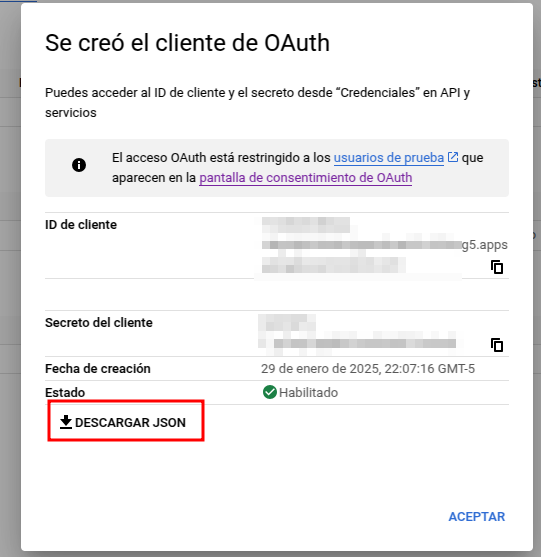 Se creó el cliente de OAuth
Puedes acceder al ID de cliente y el secreto desde “Credenciales” en API y
servicios
El acceso OAuth está restringido a los usuarios de prueba que
aparecen en la pantalla de consentimiento de OAuth
ID de cliente
g5.apps
Secreto del cliente
Fecha de creación 29 de enero de 2025, 22:07:16 GMT-5
Estado Habilitado
DESCARGAR JSON
ACEPTAR